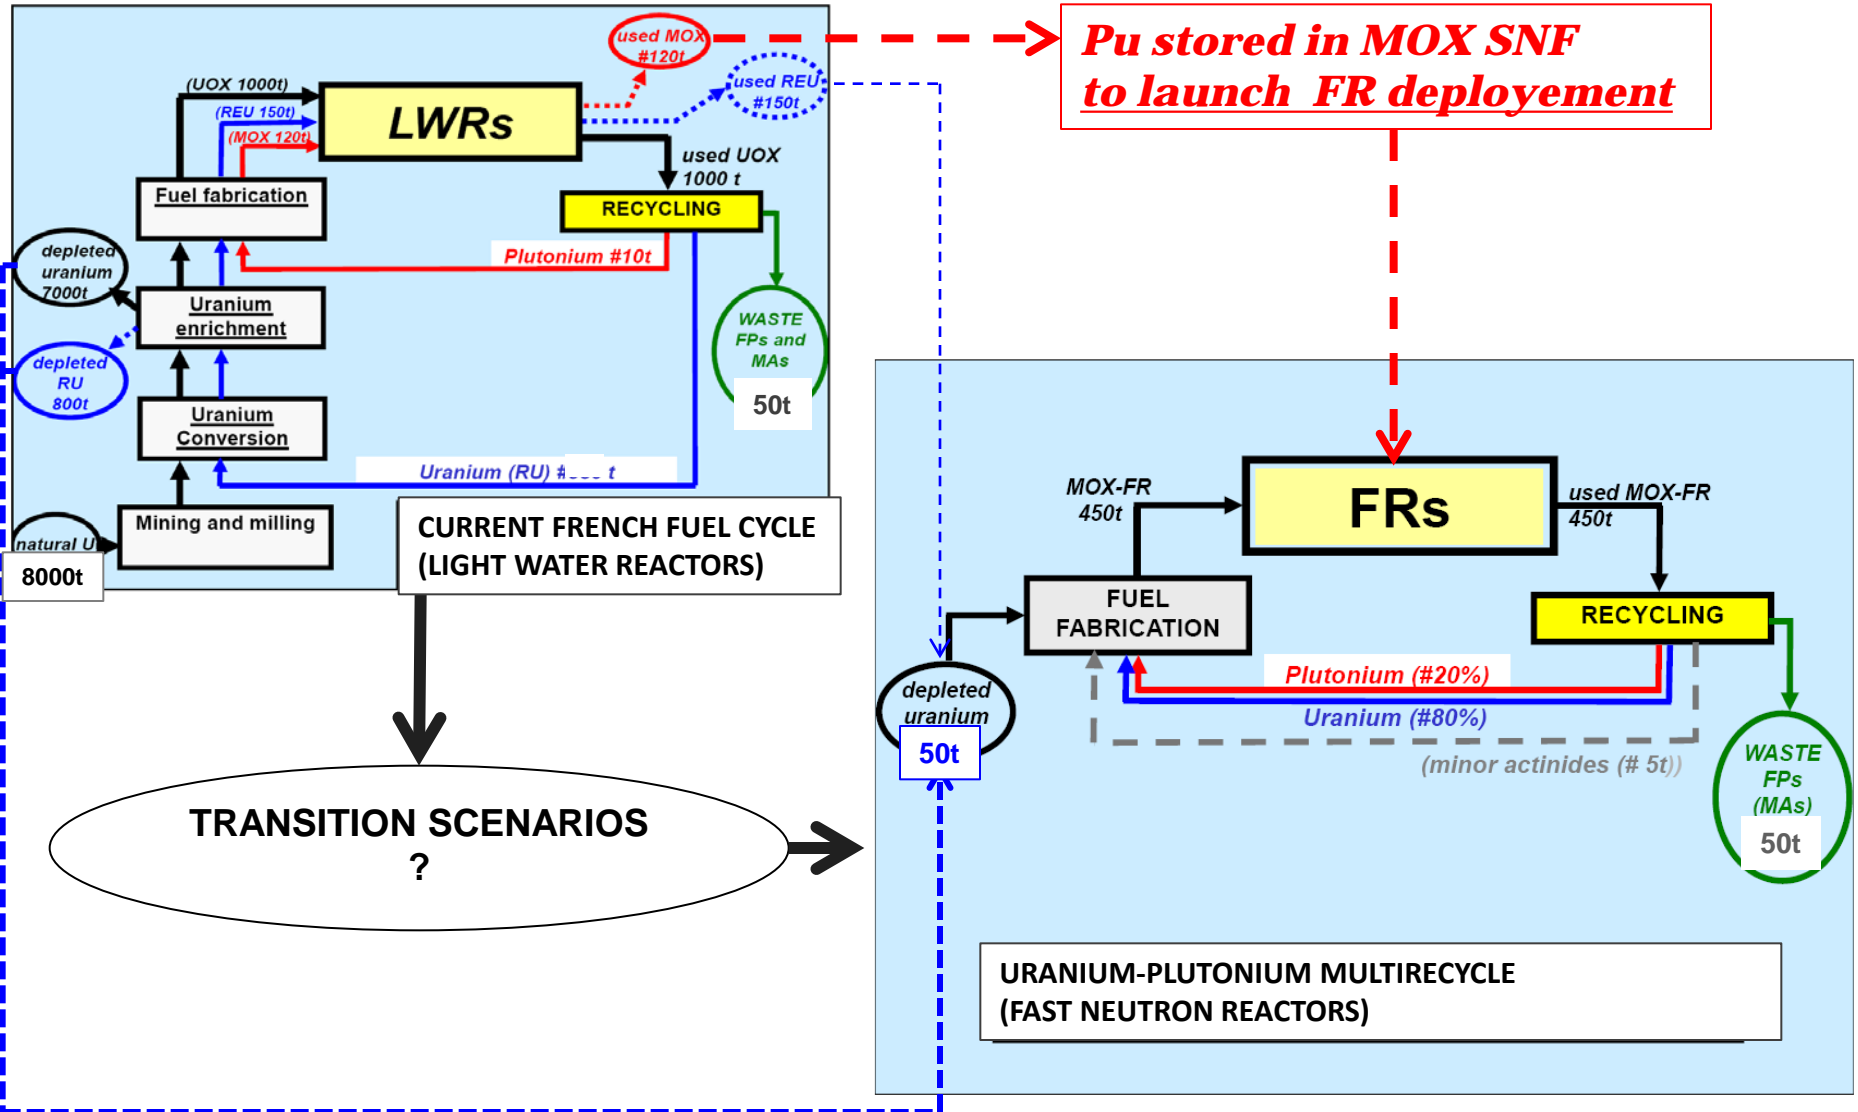 used MOX
#120t
Pu stored in MOX SNF
to launch FR deployement
used REU
#150t
(UOX 1000t)
(REU 150t)
(MOX 120t)
LWRs
used UOX
1000 t
Fuel fabrication
RECYCLING
Plutonium #10t
depleted
uranium
7000t
Uranium
enrichment
WASTE
FPs and
MAs
50t
depleted
RU
800t
Uranium
Conversion
Uranium (RU) t
Mining and milling
natural U
8000t
CURRENT FRENCH FUEL CYCLE
(LIGHT WATER REACTORS)
MOX-FR
450t
FRs
used MOX-FR
450t
FUEL
FABRICATION
RECYCLING
Plutonium (#20%)
Uranium (#80%)
(minor actinides (# 5t))
depleted
uranium
50t
WASTE
FPs
(MAs)
50t
TRANSITION SCENARIOS
?
URANIUM-PLUTONIUM MULTIRECYCLE
(FAST NEUTRON REACTORS)